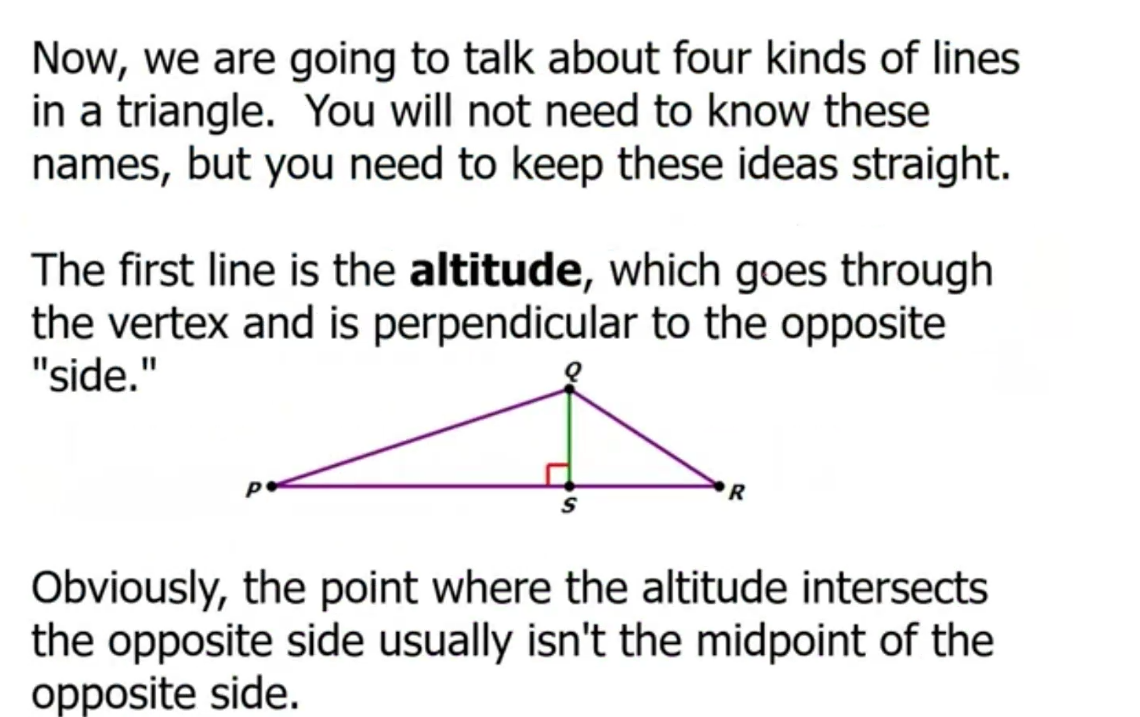 Now, we are going to talk about four kinds of lines
in a triangle.  You will not need to know these
names, but you need to keep these ideas straight.
The first line is the altitude, which goes through
the vertex and is perpendicular to the opposite
"side."
Q
P
R
S
Obviously, the point where the altitude intersects
the opposite side usually isn't the midpoint of the
opposite side.